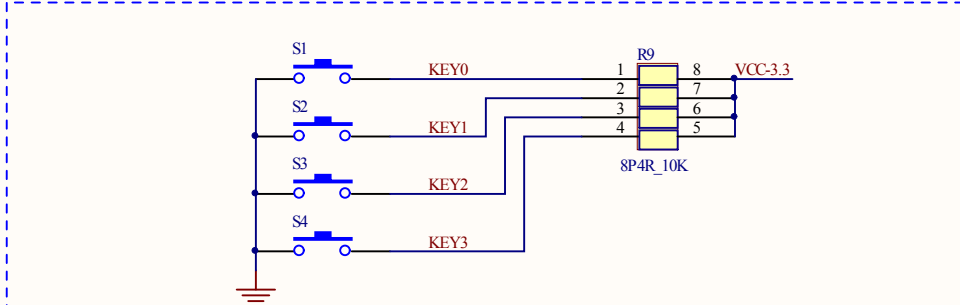 S1
R9
KEY0
1
8
VCC-3.3
2
7
S2
3
6
KEY1
4
5
S3
8P4R_10K
KEY2
S4
KEY3